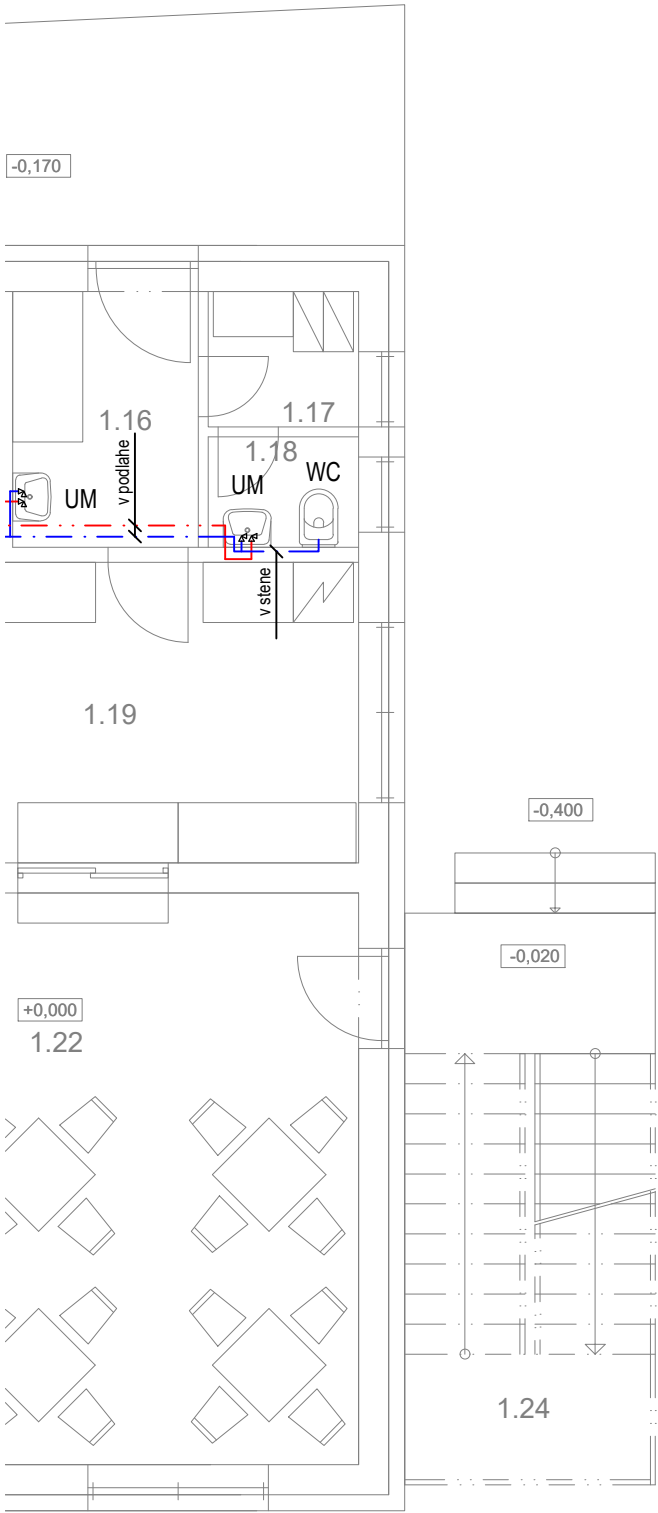 -0,170
1.16
1.17
1.18
WC
v podlahe
UM
UM
v stene
1.19
-0,400
-0,020
+0,000
1.22
1.24